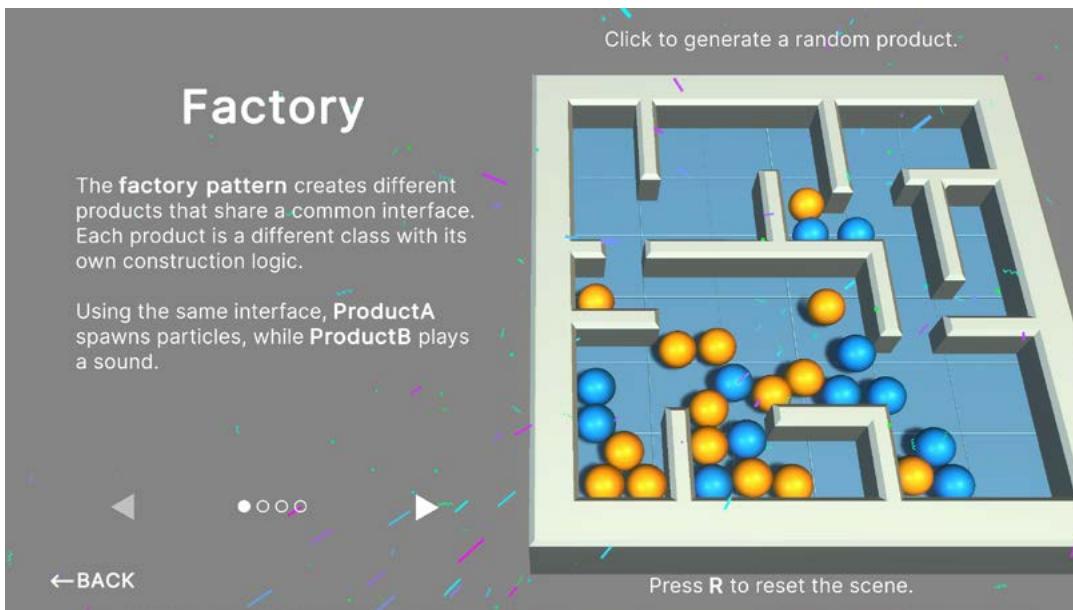 Click to generate a random product.
Factory
The factory pattern creates different
products that share a common interface.
Each product is a different class with its
own construction logic.
Using the same interface, ProductA
spawns particles, while ProductB plays
a sound.
←BACK
Press R to reset the scene.